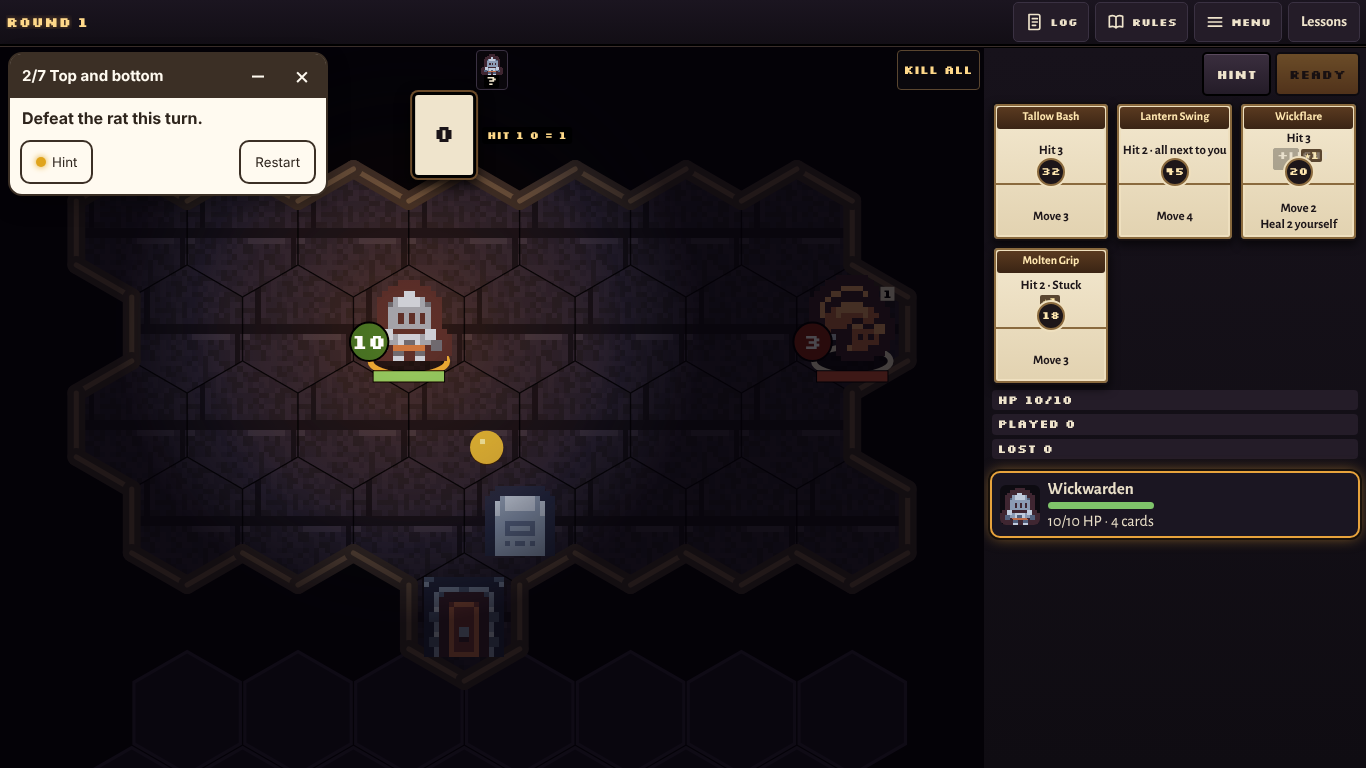 ROUND 1
LOG
RULES
MENU
Lessons
2/7 Top and bottom
Defeat the rat this turn.
Hint
Restart
?
0
HIT 1 0 = 1
KILL ALL
HINT
READY
10
3
1
Tallow Bash
Hit 3
32
Move 3
Lantern Swing
Hit 2 · all next to you
45
Move 4
Wickflare
Hit 3
20
Move 2
Heal 2 yourself
Molten Grip
Hit 2 · Stuck
18
Move 3
HP 10/10
PLAYED 0
LOST 0
Wickwarden
10/10 HP · 4 cards